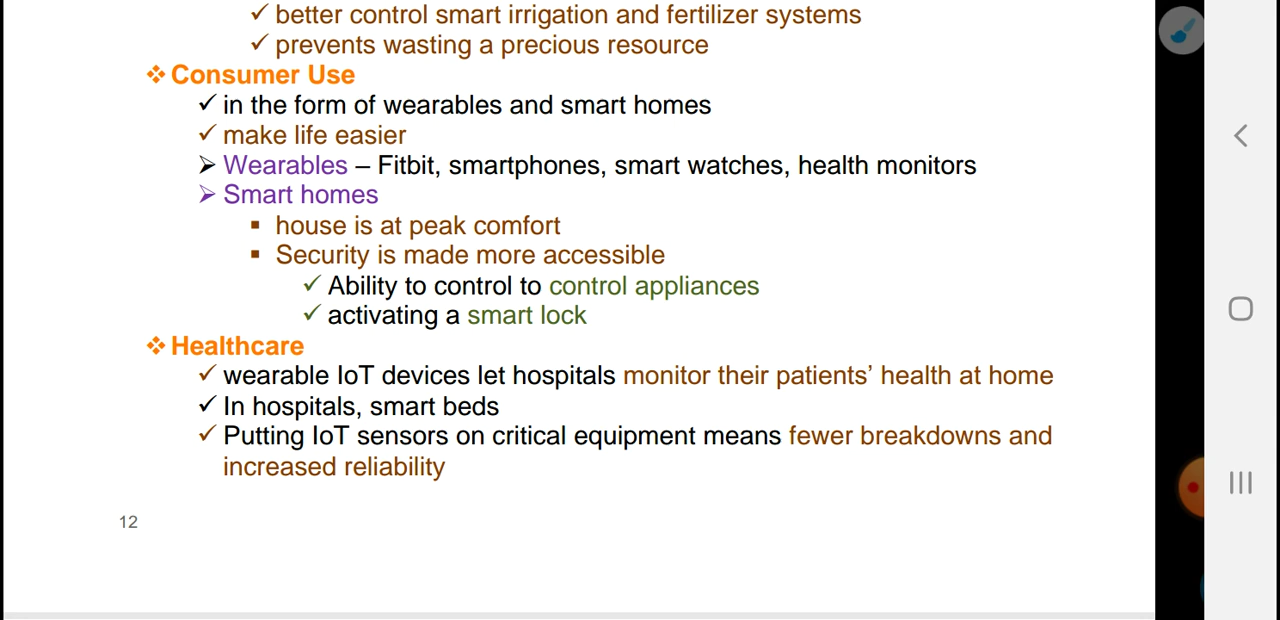 ✓ better control smart irrigation and fertilizer systems
✓ prevents wasting a precious resource
❖ Consumer Use
✓ in the form of wearables and smart homes
✓ make life easier
➢ Wearables – Fitbit, smartphones, smart watches, health monitors
➢ Smart homes
▪ house is at peak comfort
▪ Security is made more accessible
✓ Ability to control to control appliances
✓ activating a smart lock
❖ Healthcare
✓ wearable IoT devices let hospitals monitor their patients’ health at home
✓ In hospitals, smart beds
✓ Putting IoT sensors on critical equipment means fewer breakdowns and
increased reliability
12